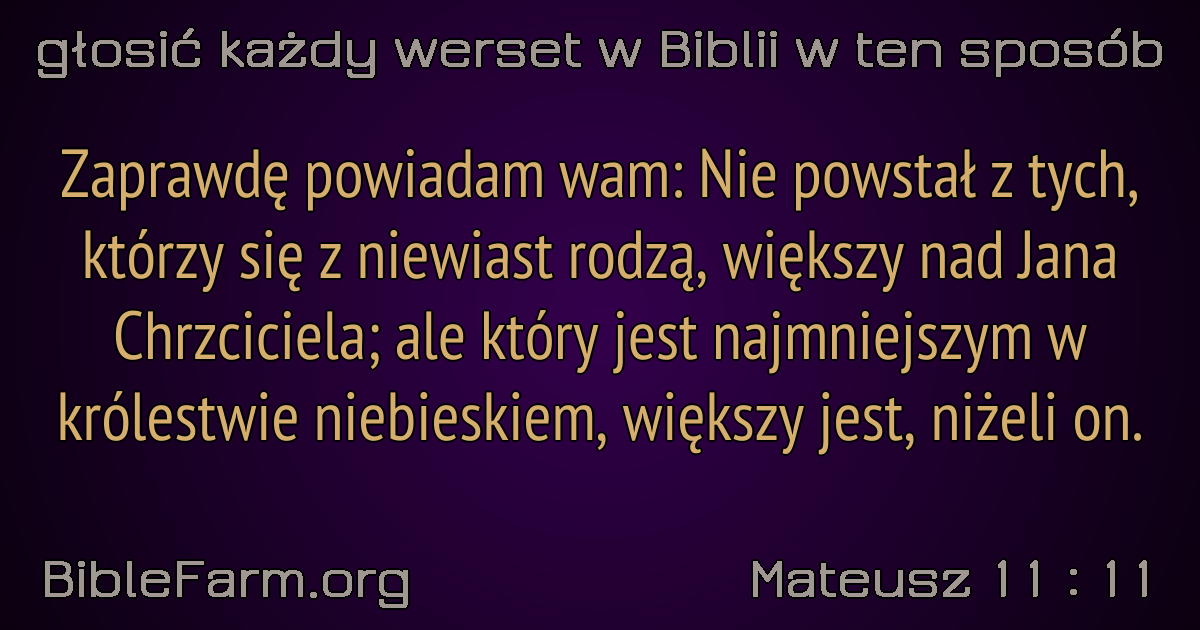 głosić każdy werset w Biblii w ten sposób
Zaprawdę powiadam wam: Nie powstał z tych,
którzy się z niewiast rodzą, większy nad Jana
Chrzciciela; ale który jest najmniejszym w
królestwie niebieskiem, większy jest, niżeli on.
BibleFarm.org
Mateusz 11 : 11